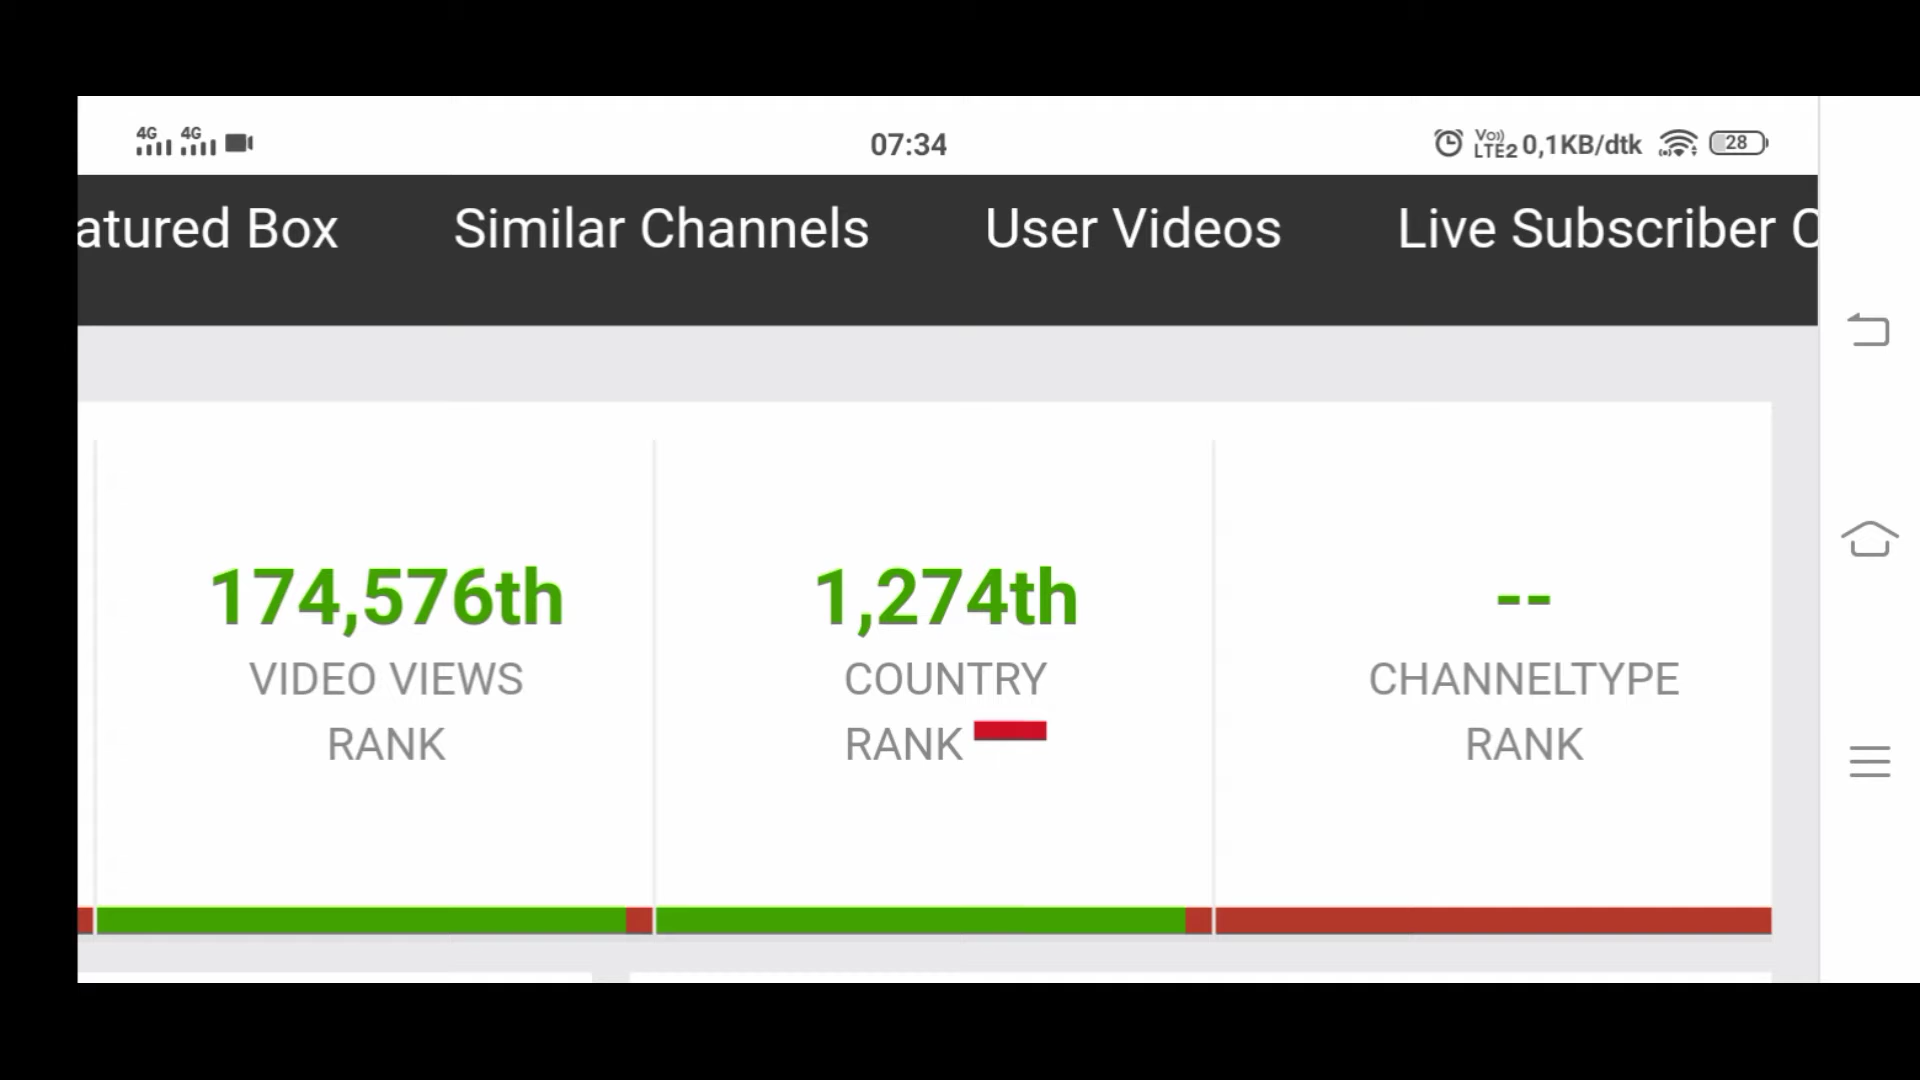 4G 4G 07:34 Vo)) LTE2 0,1KB/dtk 28
atured Box Similar Channels User Videos Live Subscriber C
174,576th 1,274th --
VIDEO VIEWS COUNTRY CHANNELTYPE
RANK RANK RANK